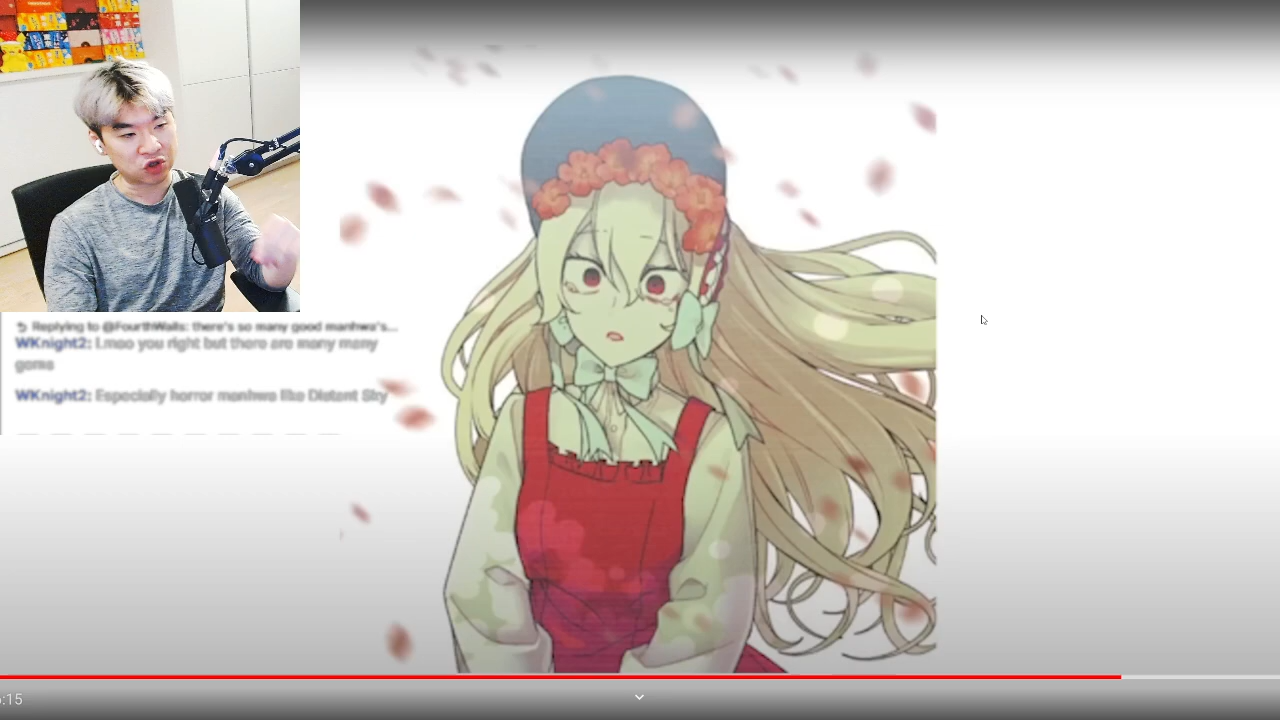 Replying to @FourthWalls: there's so many good manhwa's...
WKnight2: Lmao you right but there are many many
gems
WKnight2: Especially horror manhwa like Distant Sky
:15